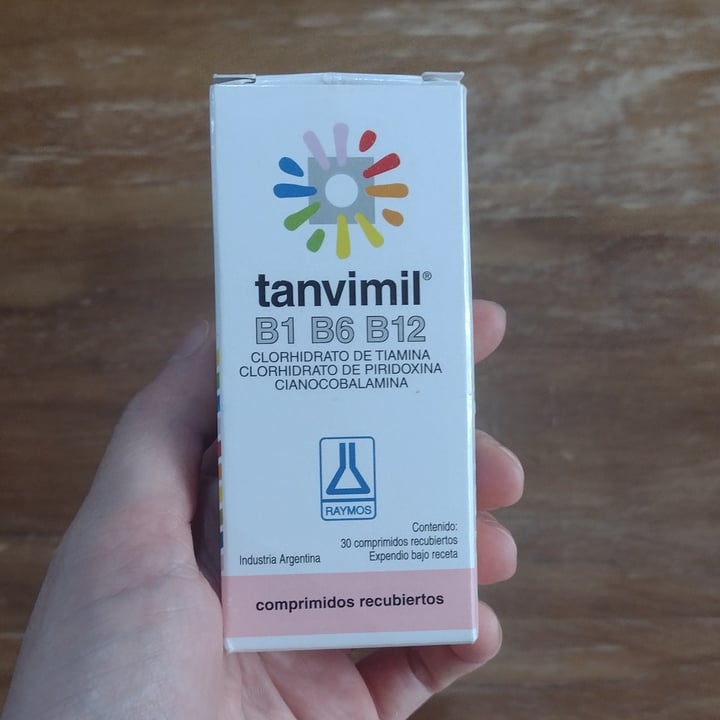 tanvimil®
B1 B6 B12
CLORHIDRATO DE TIAMINA
CLORHIDRATO DE PIRIDOXINA
CIANOCOBALAMINA
RAYMOS
Contenido:
30 comprimidos recubiertos
Industria Argentina Expendio bajo receta
comprimidos recubiertos